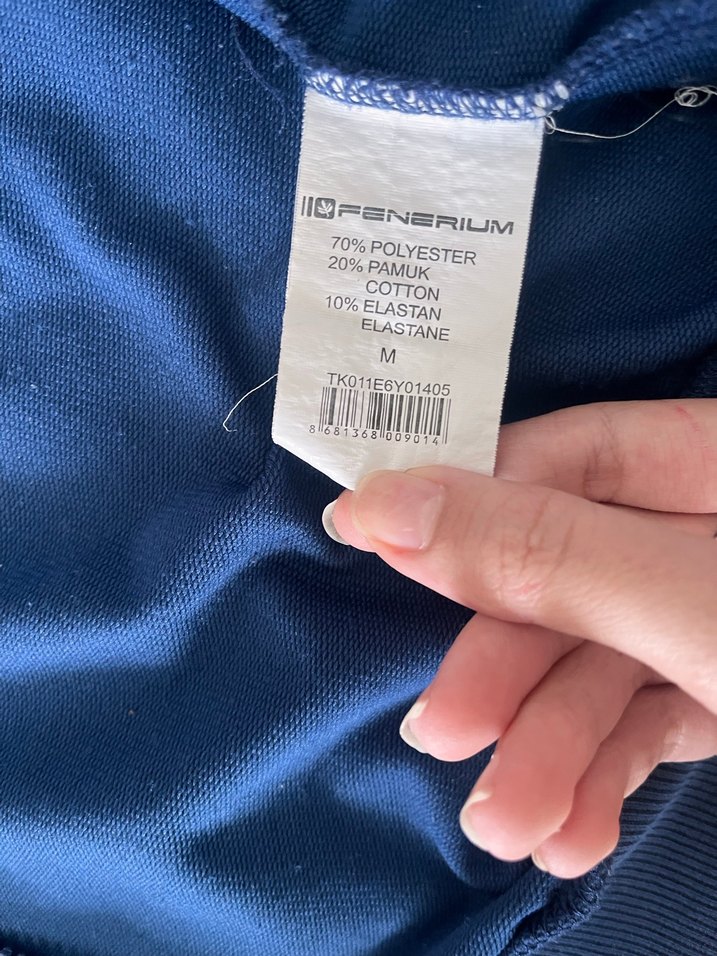 FENERIUM
70% POLYESTER
20% PAMUK
COTTON
10% ELASTAN
ELASTANE
M
TK011E6Y01405
8 681368 009014